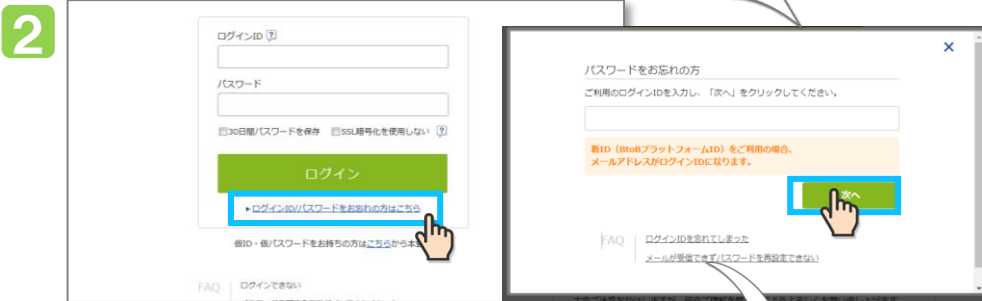 2
ログインID ?
パスワード
30日間パスワードを保存 SSL暗号化を使用しない ?
ログイン
▸ログインID/パスワードをお忘れの方はこちら
仮ID・仮パスワードをお持ちの方はこちらから本
FAQ ログインできない
×
パスワードをお忘れの方
ご利用のログインIDを入力し、「次へ」をクリックしてください。
新ID（BtoBプラットフォームID）をご利用の場合、
メールアドレスがログインIDになります。
次へ
FAQ ログインIDを忘れてしまった
メールが受信できずパスワードを再設定できない